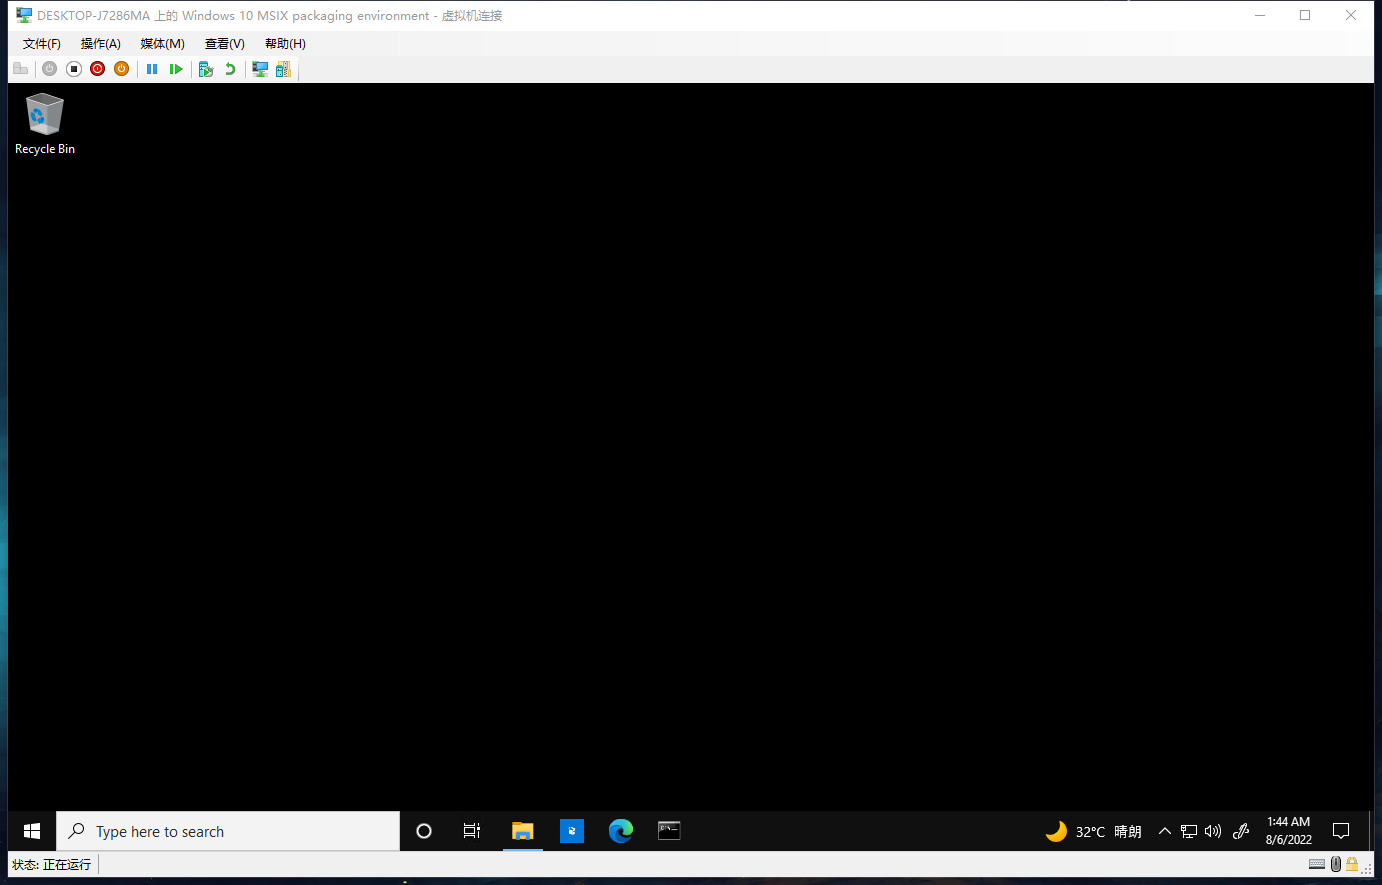 DESKTOP-J7286MA 上的 Windows 10 MSIX packaging environment - 虚拟机连接
文件(F) 操作(A) 媒体(M) 查看(V) 帮助(H)
Recycle Bin
Type here to search
32°C 晴朗
1:44 AM
8/6/2022
状态: 正在运行